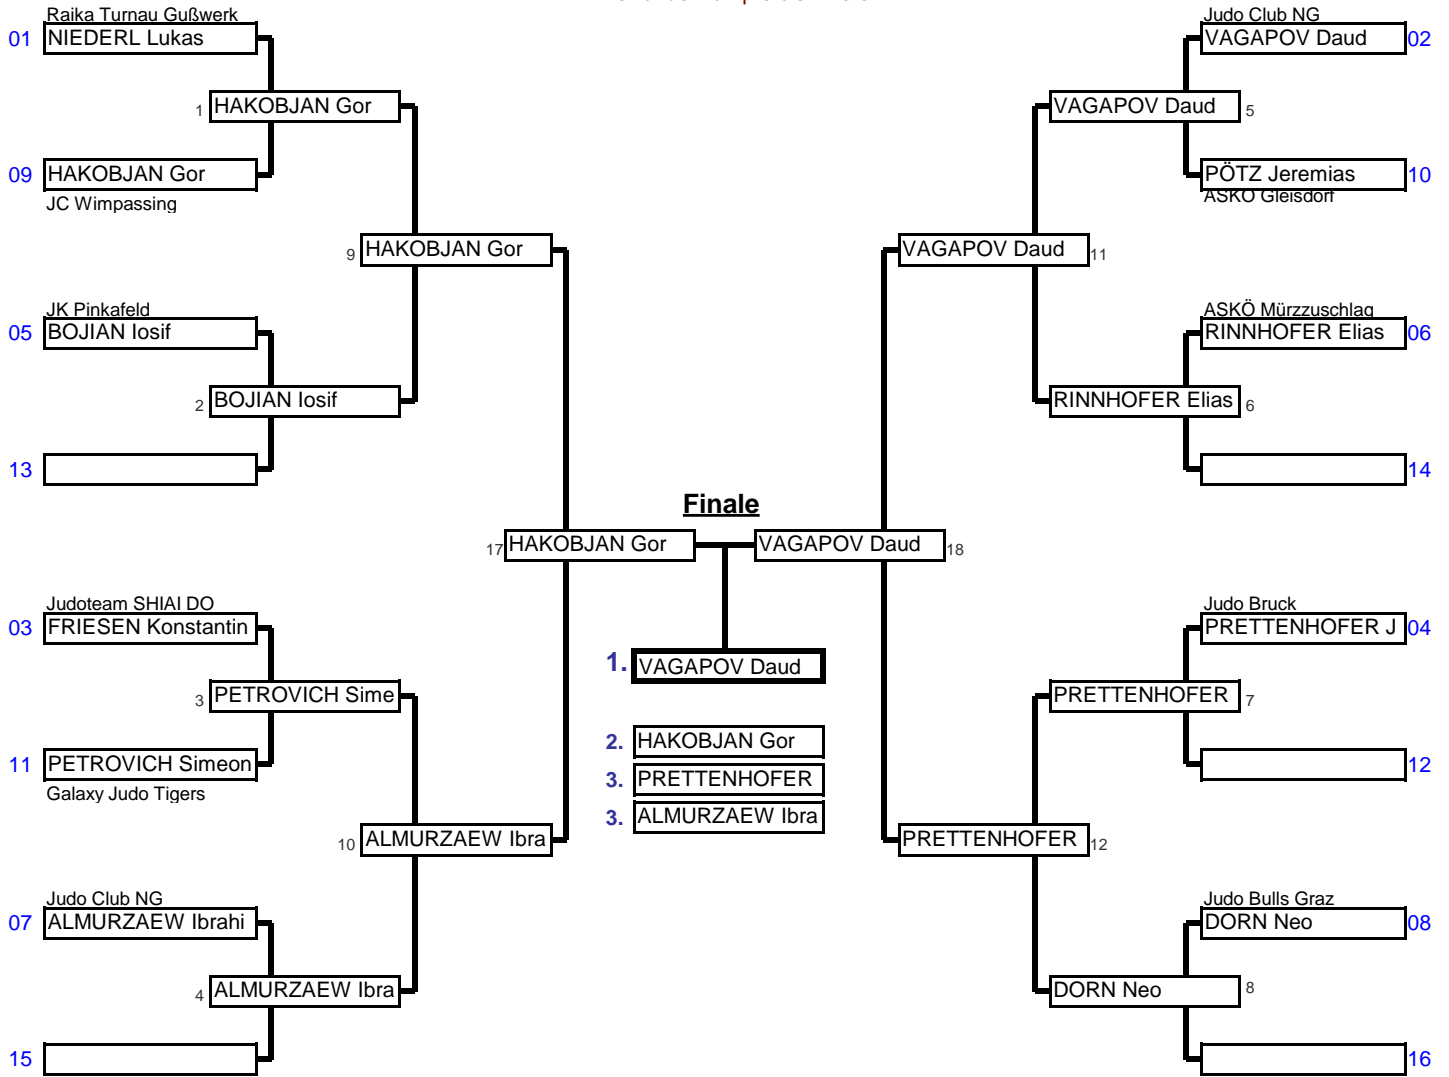 Raika Turnau Gußwerk
01 NIEDERL Lukas
1 HAKOBJAN Gor
09 HAKOBJAN Gor
JC Wimpassing
9 HAKOBJAN Gor
JK Pinkafeld
05 BOJIAN Iosif
2 BOJIAN Iosif
13
17 HAKOBJAN Gor
Judoteam SHIAI DO
03 FRIESEN Konstantin
3 PETROVICH Sime
11 PETROVICH Simeon
Galaxy Judo Tigers
10 ALMURZAEW Ibra
Judo Club NG
07 ALMURZAEW Ibrahi
4 ALMURZAEW Ibra
15
Finale
1. VAGAPOV Daud
2. HAKOBJAN Gor
3. PRETTENHOFER
3. ALMURZAEW Ibra
Judo Club NG
VAGAPOV Daud 02
VAGAPOV Daud 5
PÖTZ Jeremias 10
ASKÖ Gleisdorf
VAGAPOV Daud 11
ASKÖ Mürzzuschlag
RINNHOFER Elias 06
RINNHOFER Elias 6
14
VAGAPOV Daud 18
Judo Bruck
PRETTENHOFER J 04
PRETTENHOFER 7
12
PRETTENHOFER 12
Judo Bulls Graz
DORN Neo 08
DORN Neo 8
16